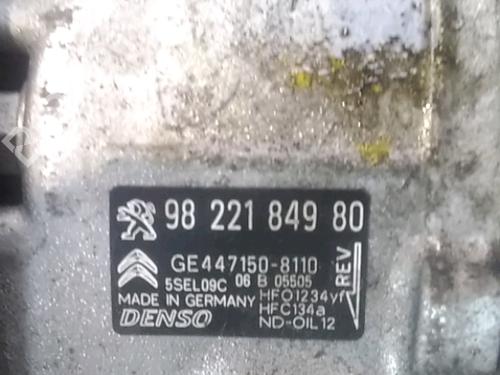 98 221 849 80
GE447150-8110
5SEL09C 06 B 05505
MADE IN GERMANY
DENSO
HFO1234yf
HFC134a
ND-OIL12
REV